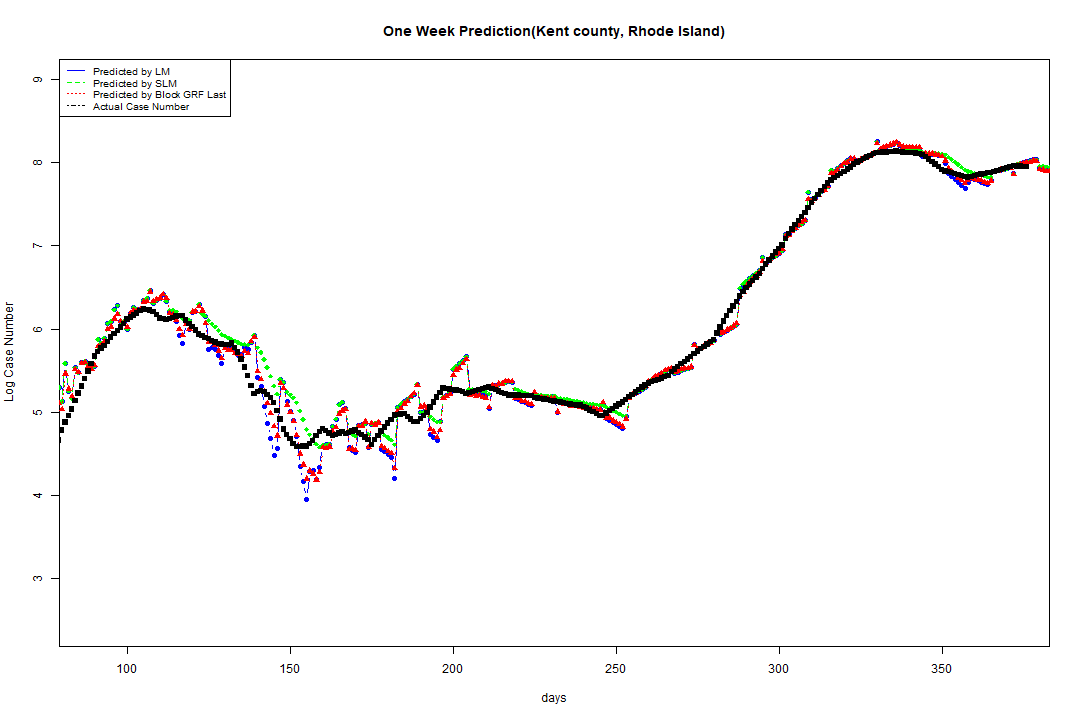 One Week Prediction(Kent county, Rhode Island)
Predicted by LM
Predicted by SLM
Predicted by Block GRF Last
Actual Case Number
Log Case Number
9
8
7
6
5
4
3
100 150 200 250 300 350
days